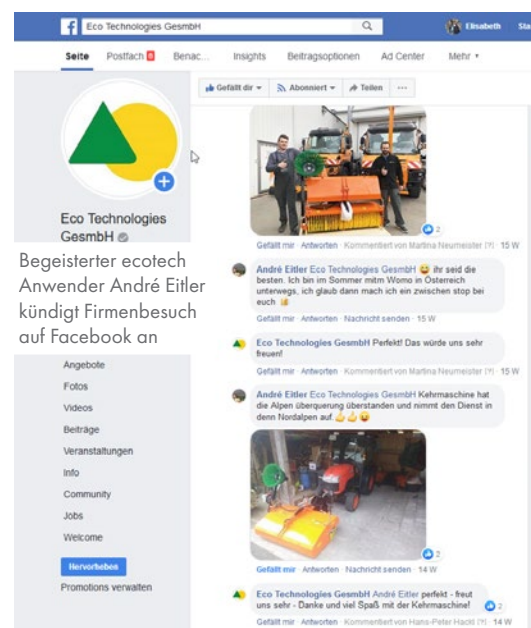 Eco Technologies GesmbH
Elisabeth
Seite Postfach 8 Benac... Insights Beitragsoptionen Ad Center Mehr
Gefällt dir Abonniert Teilen ...
Eco Technologies
GesmbH
Begeisterter ecotech
Anwender André Eitler
kündigt Firmenbesuch
auf Facebook an
Angebote
Fotos
Videos
Beiträge
Veranstaltungen
Info
Community
Jobs
Welcome
Hervorheben
Promotions verwalten
2
Gefällt mir · Antworten · Kommentiert von Martina Neumeister [?] · 15 W
André Eitler Eco Technologies GesmbH 😃 ihr seid die
besten. Ich bin im Sommer mitm Womo in Österreich
unterwegs, ich glaub dann mach ich ein zwischen stop bei
euch 👍
Gefällt mir · Antworten · Nachricht senden · 15 W
Eco Technologies GesmbH Perfekt! Das würde uns sehr
freuen!
Gefällt mir · Antworten · Kommentiert von Martina Neumeister [?] · 15 W
André Eitler Eco Technologies GesmbH Kehrmaschine hat
die Alpen überquerung überstanden und nimmt den Dienst in
denn Nordalpen auf 👍👍😃
2
Gefällt mir · Antworten · Nachricht senden · 14 W
Eco Technologies GesmbH André Eitler perfekt - freut
uns sehr - Danke und viel Spaß mit der Kehrmaschine!
2
Gefällt mir · Antworten · Kommentiert von Hans-Peter Hackl [?] · 14 W